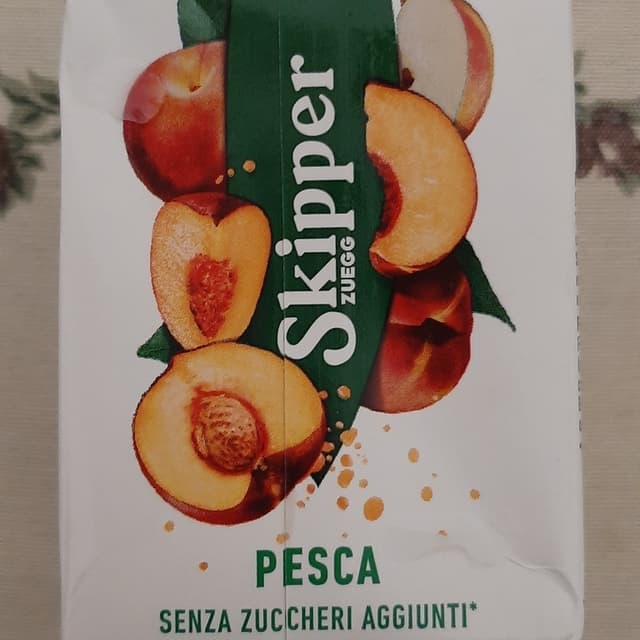 Skipper
ZUEGG
PESCA
SENZA ZUCCHERI AGGIUNTI*